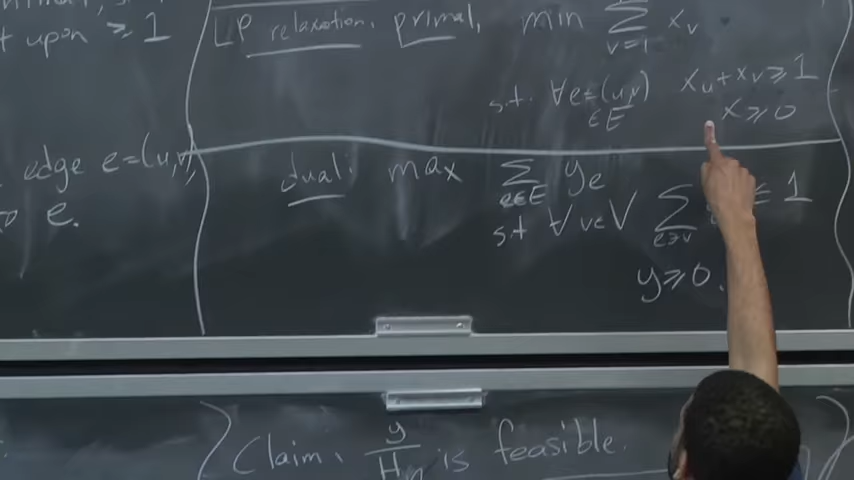 t upon ≥ 1
edge e=(u,v)
e.
LP relaxation, primal, min ∑_{v=1} x_v
s.t. ∀e=(u,v)∈E x_u+x_v≥1
x≥0
dual: max ∑_{e∈E} y_e
s.t ∀v∈V ∑_{e∋v} ≤ 1
y≥0.
Claim. y/H_n is feasible.